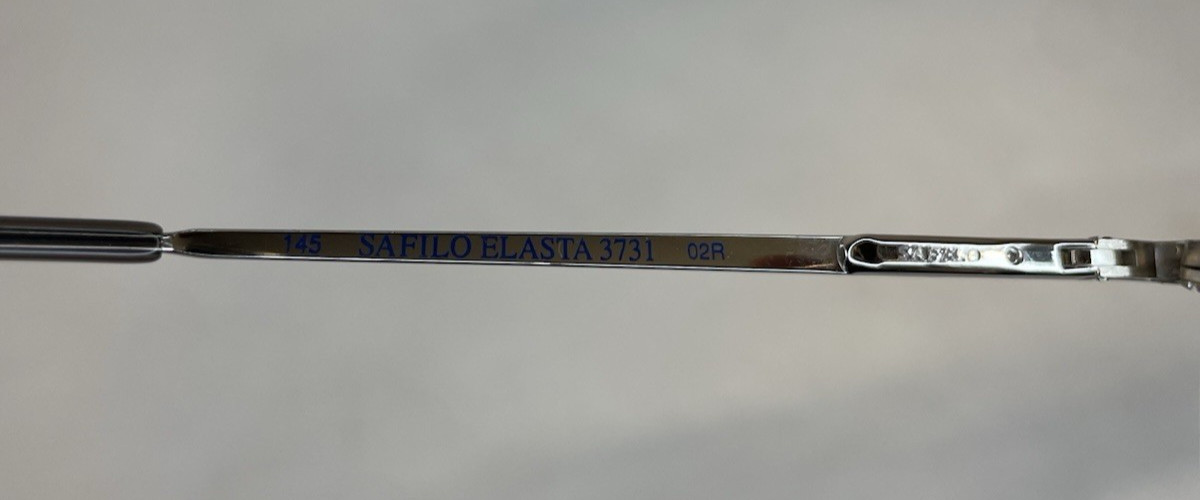 145 SAFILO ELASTA 3731 02R